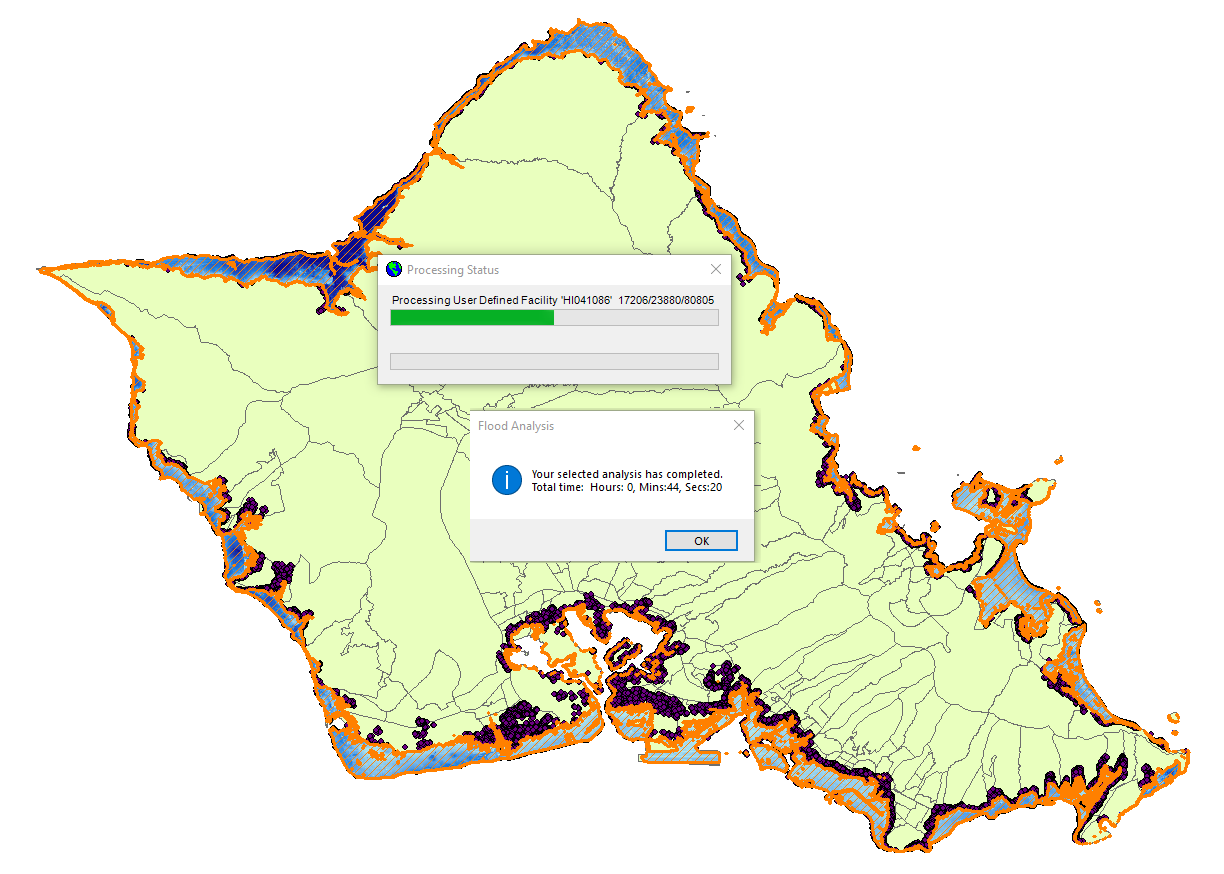 Processing Status
Processing User Defined Facility 'HI041086' 17206/23880/80805
Flood Analysis
Your selected analysis has completed.
Total time: Hours: 0, Mins:44, Secs:20
OK